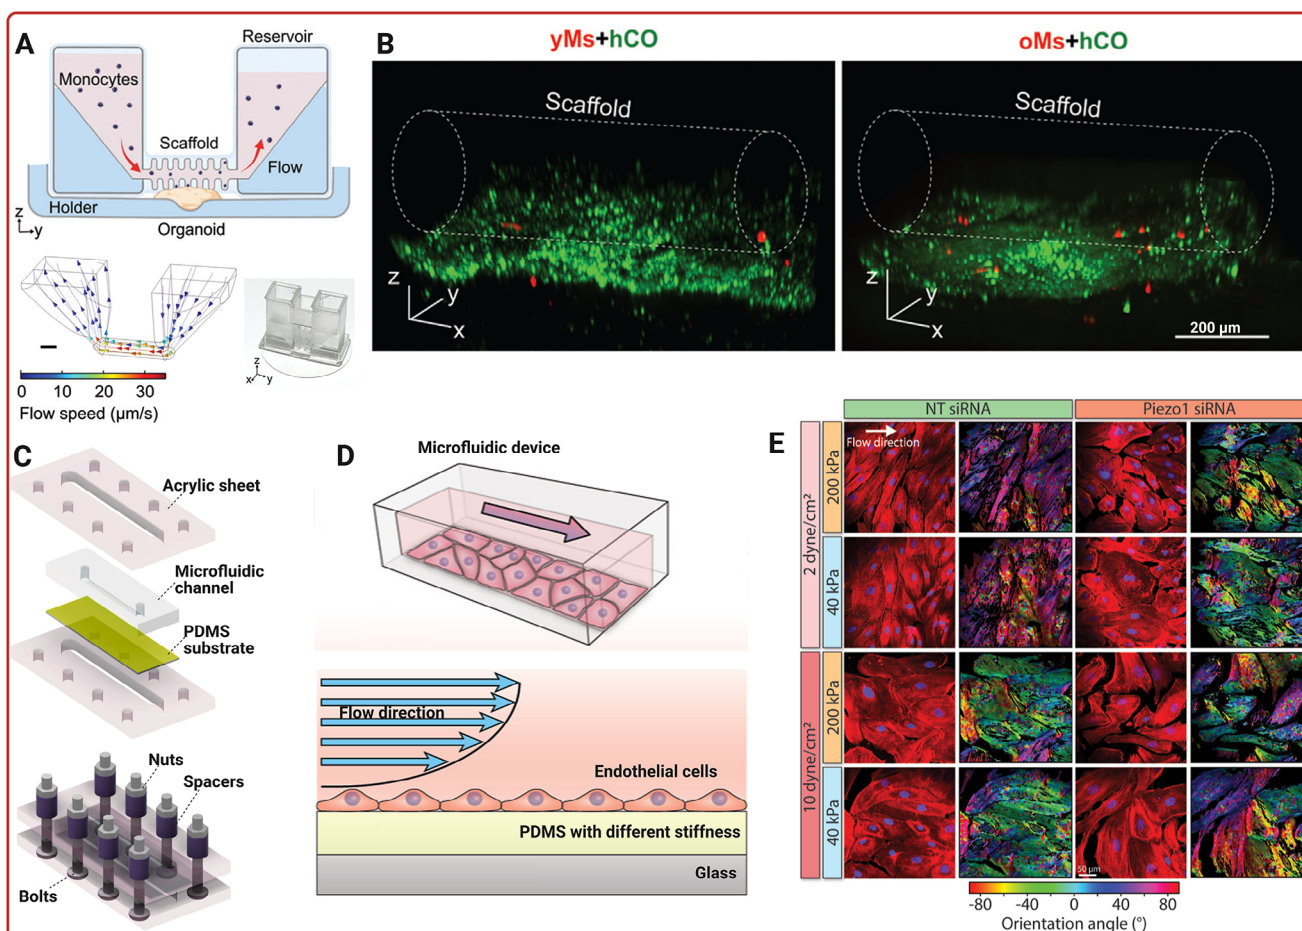 A
Reservoir
Monocytes
Scaffold
Flow
Holder
Organoid
z
y
0 10 20 30
Flow speed (µm/s)
z
x y
B
yMs+hCO
Scaffold
z
y
x
oMs+hCO
Scaffold
z
y
x
200 µm
C
Acrylic sheet
Microfluidic
channel
PDMS
substrate
Nuts
Spacers
Bolts
D
Microfluidic device
Flow direction
Endothelial cells
PDMS with different stiffness
Glass
E
NT siRNA
Piezo1 siRNA
2 dyne/cm²
200 kPa
Flow direction
40 kPa
10 dyne/cm²
200 kPa
40 kPa
50 µm
-80 -40 0 40 80
Orientation angle (°)